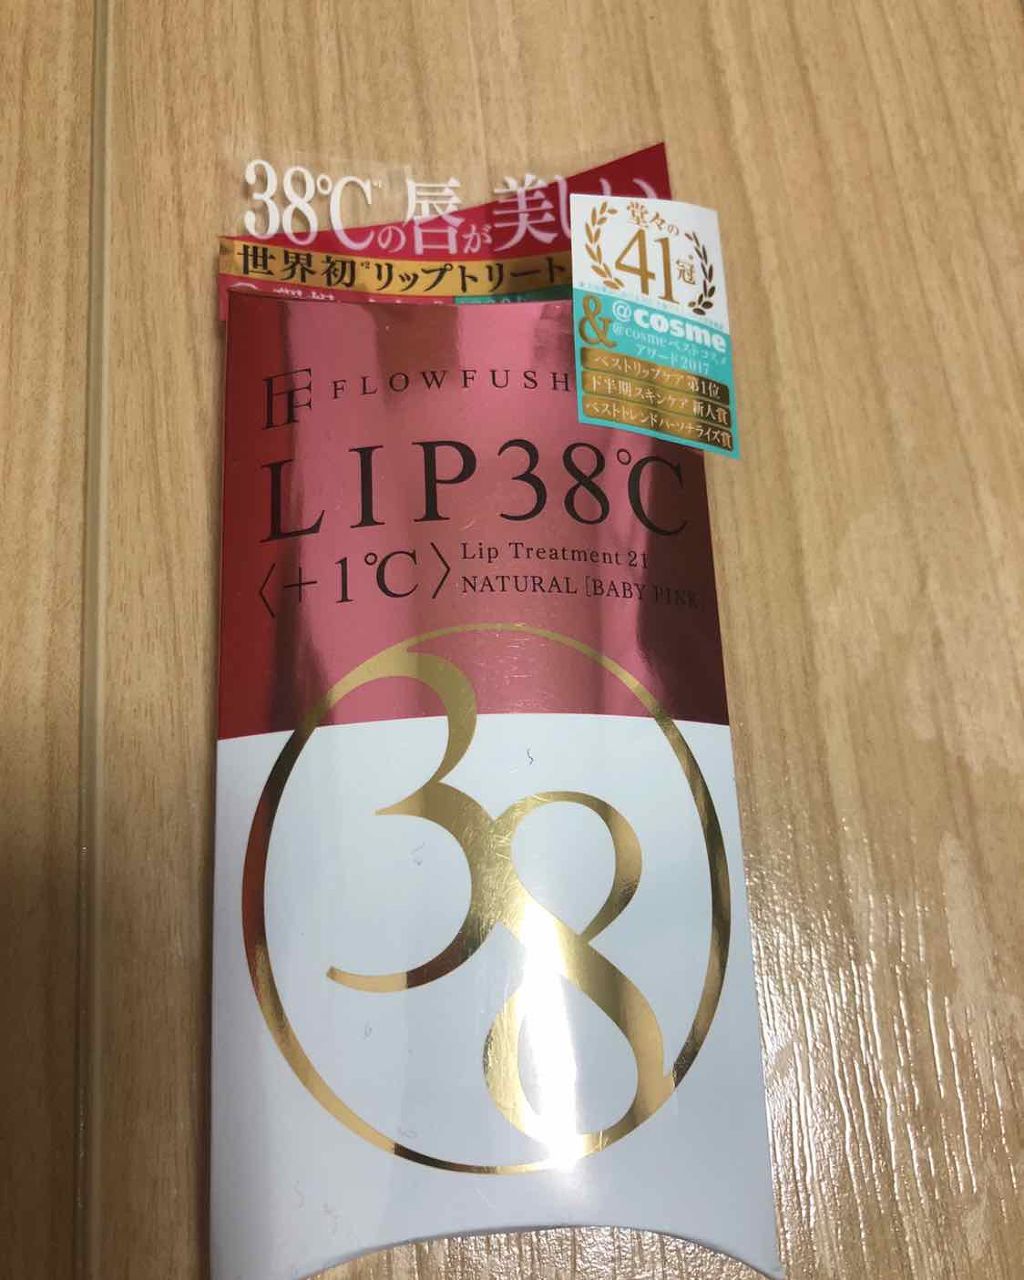 38℃の唇が美しい
世界初*2リップトリート
堂々の
41冠
&
@cosme
@cosmeベストコスメ
アワード2017
ベストリップケア 第1位
下半期スキンケア 新人賞
ベストトレンドパーソナライズ賞
FLOWFUSH
LIP38℃
〈+1℃〉
Lip Treatment 21
NATURAL [BABY PINK
38